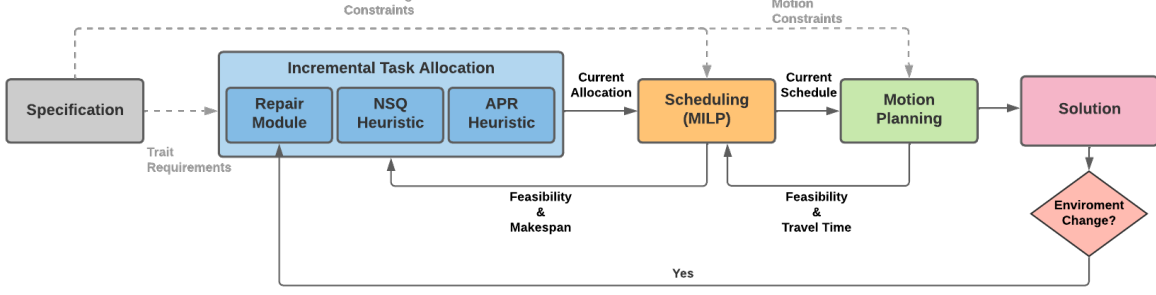 Constraints
Motion
Constraints
Incremental Task Allocation
Specification
Repair
Module
NSQ
Heuristic
APR
Heuristic
Current
Allocation
Scheduling
(MILP)
Current
Schedule
Motion
Planning
Solution
Trait
Requirements
Feasibility
&
Makespan
Feasibility
&
Travel Time
Enviroment
Change?
Yes